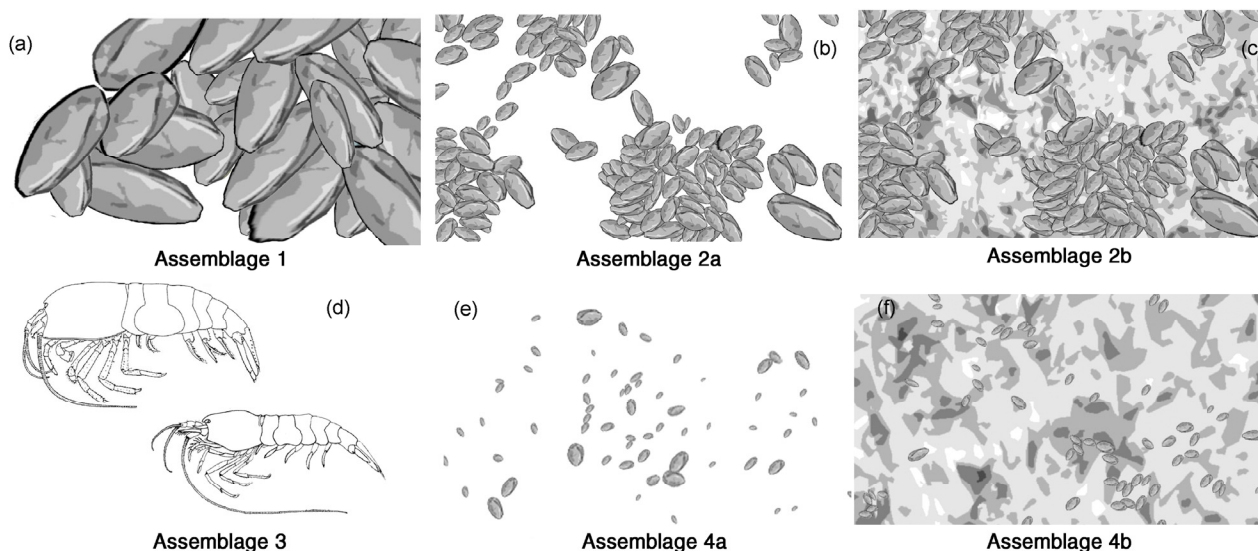 (a)
(b)
(c)
Assemblage 1
Assemblage 2a
Assemblage 2b
(d)
(e)
(f)
Assemblage 3
Assemblage 4a
Assemblage 4b